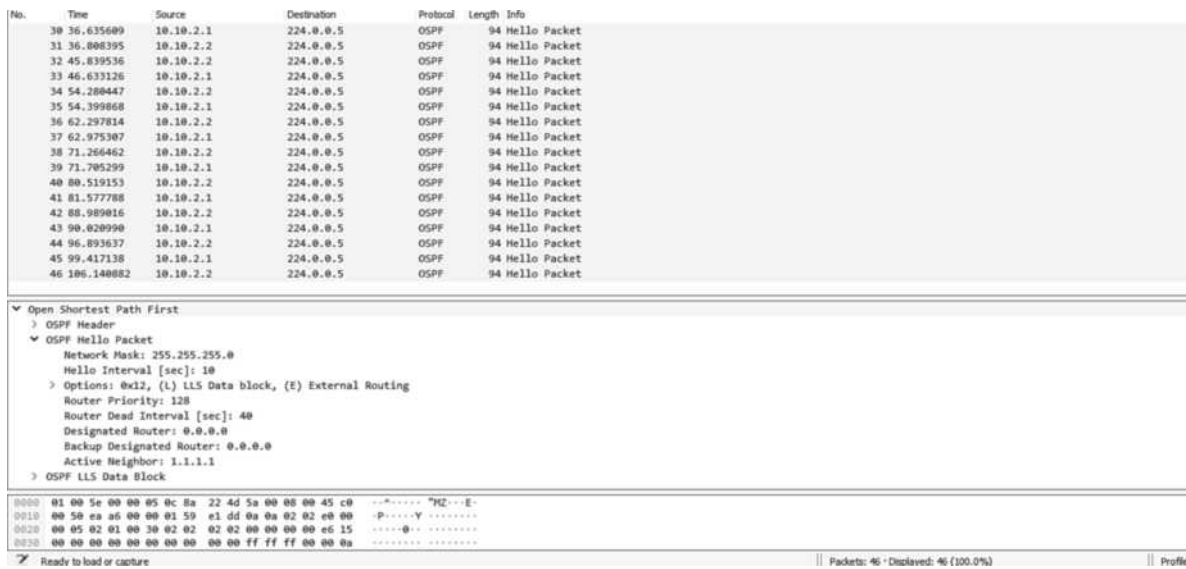 No. Time Source Destination Protocol Length Info
30 36.635609 10.10.2.1 224.0.0.5 OSPF 94 Hello Packet
31 36.808395 10.10.2.2 224.0.0.5 OSPF 94 Hello Packet
32 45.839536 10.10.2.2 224.0.0.5 OSPF 94 Hello Packet
33 46.633126 10.10.2.1 224.0.0.5 OSPF 94 Hello Packet
34 54.280447 10.10.2.2 224.0.0.5 OSPF 94 Hello Packet
35 54.399868 10.10.2.1 224.0.0.5 OSPF 94 Hello Packet
36 62.297814 10.10.2.2 224.0.0.5 OSPF 94 Hello Packet
37 62.975307 10.10.2.1 224.0.0.5 OSPF 94 Hello Packet
38 71.266462 10.10.2.2 224.0.0.5 OSPF 94 Hello Packet
39 71.705299 10.10.2.1 224.0.0.5 OSPF 94 Hello Packet
40 80.519153 10.10.2.2 224.0.0.5 OSPF 94 Hello Packet
41 81.577788 10.10.2.1 224.0.0.5 OSPF 94 Hello Packet
42 88.989016 10.10.2.2 224.0.0.5 OSPF 94 Hello Packet
43 90.020990 10.10.2.1 224.0.0.5 OSPF 94 Hello Packet
44 96.893637 10.10.2.2 224.0.0.5 OSPF 94 Hello Packet
45 99.417138 10.10.2.1 224.0.0.5 OSPF 94 Hello Packet
46 106.140882 10.10.2.2 224.0.0.5 OSPF 94 Hello Packet
Open Shortest Path First
OSPF Header
OSPF Hello Packet
Network Mask: 255.255.255.0
Hello Interval [sec]: 10
Options: 0x12, (L) LLS Data block, (E) External Routing
Router Priority: 128
Router Dead Interval [sec]: 40
Designated Router: 0.0.0.0
Backup Designated Router: 0.0.0.0
Active Neighbor: 1.1.1.1
OSPF LLS Data Block
0000 01 00 5e 00 00 05 0c 8a 22 4d 5a 00 08 00 45 c0 ··^····· "MZ···E·
0010 00 50 ea a6 00 00 01 59 e1 dd 0a 0a 02 02 e0 00 ·P·····Y ········
0020 00 05 02 01 00 30 02 02 02 02 00 00 00 00 e6 15 ·····0·· ········
0030 00 00 00 00 00 00 00 00 00 00 ff ff ff 00 00 0a ········ ········
Ready to load or capture Packets: 46 · Displayed: 46 (100.0%) Profile